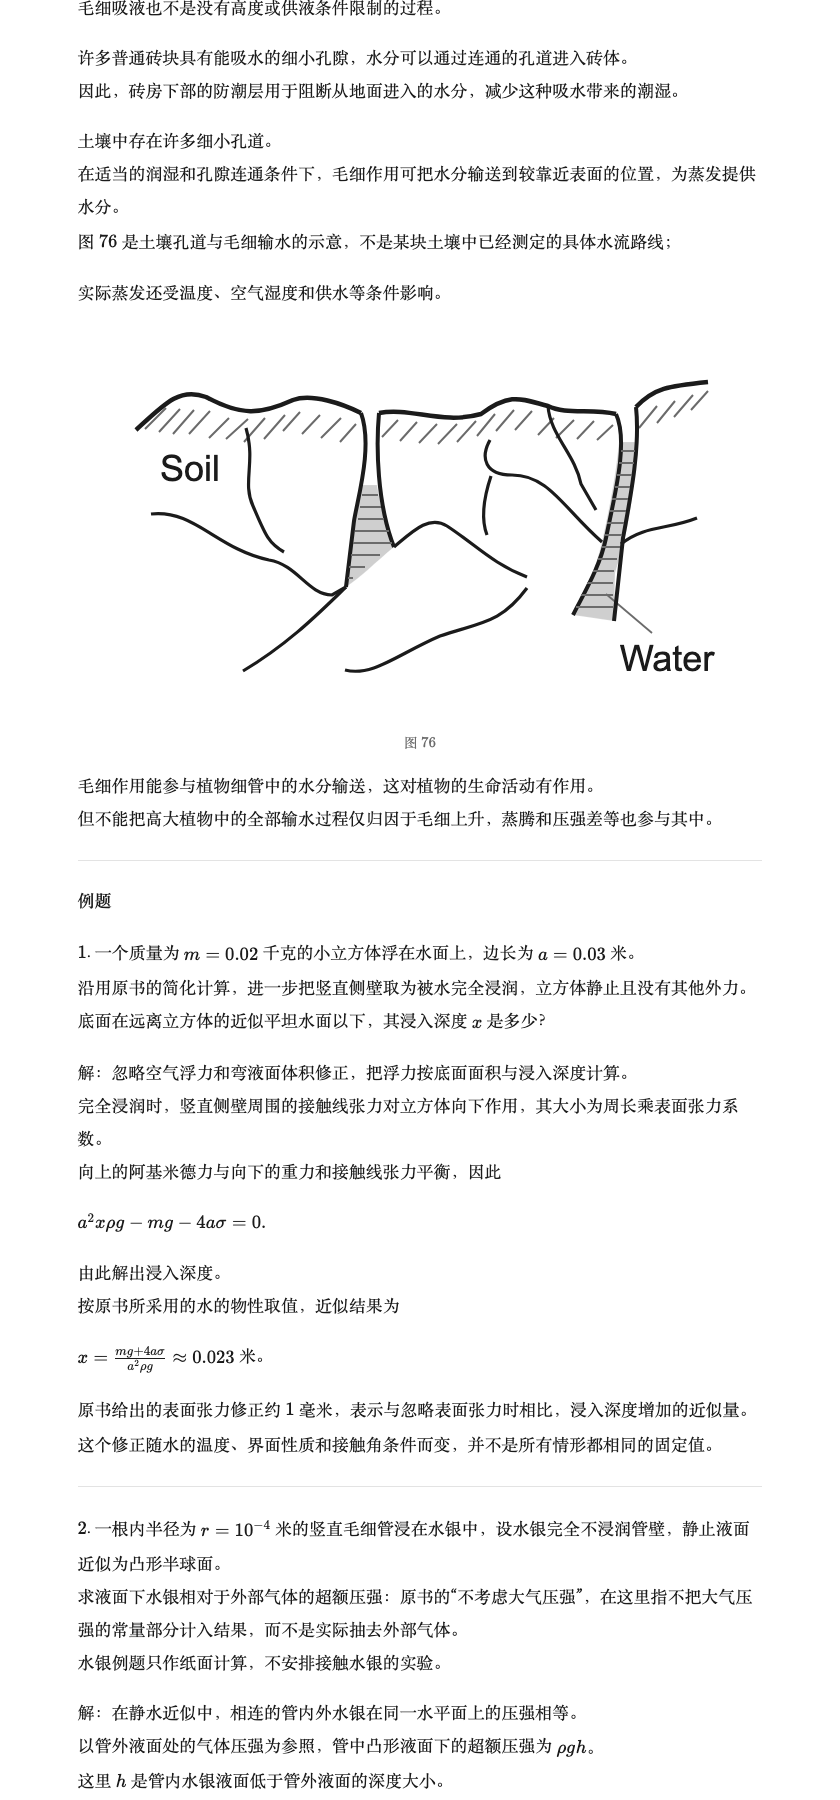 毛细吸液也不是没有高度或供液条件限制的过程。
许多普通砖块具有能吸水的细小孔隙，水分可以通过连通的孔道进入砖体。
因此，砖房下部的防潮层用于阻断从地面进入的水分，减少这种吸水带来的潮湿。
土壤中存在许多细小孔道。
在适当的润湿和孔隙连通条件下，毛细作用可把水分输送到较靠近表面的位置，为蒸发提供
水分。
图 76 是土壤孔道与毛细输水的示意，不是某块土壤中已经测定的具体水流路线；
实际蒸发还受温度、空气湿度和供水等条件影响。
Soil
Water
图 76
毛细作用能参与植物细管中的水分输送，这对植物的生命活动有作用。
但不能把高大植物中的全部输水过程仅归因于毛细上升，蒸腾和压强差等也参与其中。
例题
1. 一个质量为 m = 0.02 千克的小立方体浮在水面上，边长为 a = 0.03 米。
沿用原书的简化计算，进一步把竖直侧壁取为被水完全浸润，立方体静止且没有其他外力。
底面在远离立方体的近似平坦水面以下，其浸入深度 x 是多少？
解：忽略空气浮力和弯液面体积修正，把浮力按底面面积与浸入深度计算。
完全浸润时，竖直侧壁周围的接触线张力对立方体向下作用，其大小为周长乘表面张力系
数。
向上的阿基米德力与向下的重力和接触线张力平衡，因此
a²xρg − mg − 4aσ = 0.
由此解出浸入深度。
按原书所采用的水的物性取值，近似结果为
x = (mg+4aσ)/(a²ρg) ≈ 0.023 米。
原书给出的表面张力修正约 1 毫米，表示与忽略表面张力时相比，浸入深度增加的近似量。
这个修正随水的温度、界面性质和接触角条件而变，并不是所有情形都相同的固定值。
2. 一根内半径为 r = 10⁻⁴ 米的竖直毛细管浸在水银中，设水银完全不浸润管壁，静止液面
近似为凸形半球面。
求液面下水银相对于外部气体的超额压强：原书的“不考虑大气压强”，在这里指不把大气压
强的常量部分计入结果，而不是实际抽去外部气体。
水银例题只作纸面计算，不安排接触水银的实验。
解：在静水近似中，相连的管内外水银在同一水平面上的压强相等。
以管外液面处的气体压强为参照，管中凸形液面下的超额压强为 ρgh。
这里 h 是管内水银液面低于管外液面的深度大小。